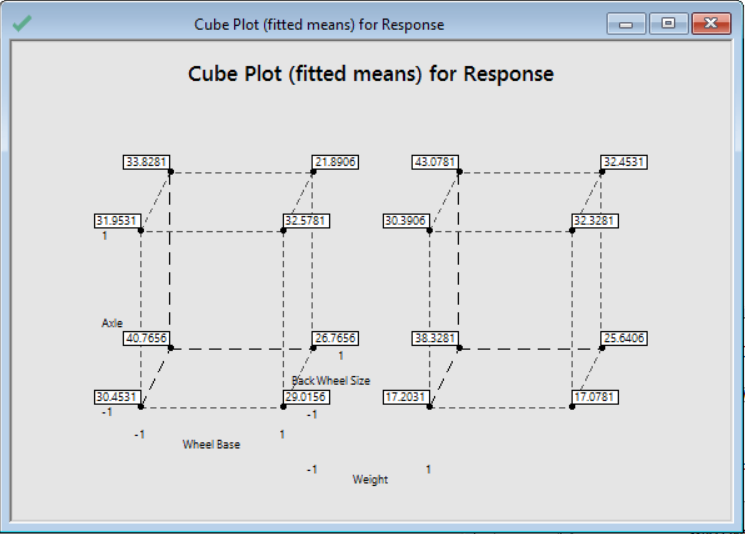 Cube Plot (fitted means) for Response
Cube Plot (fitted means) for Response
33.8281 21.8906 43.0781 32.4531
31.9531 32.5781 30.3906 32.3281
1
Axle
40.7656 26.7656 38.3281 25.6406
1
Back Wheel Size
30.4531 29.0156 17.2031 17.0781
-1 -1
-1 1
Wheel Base
-1 1
Weight